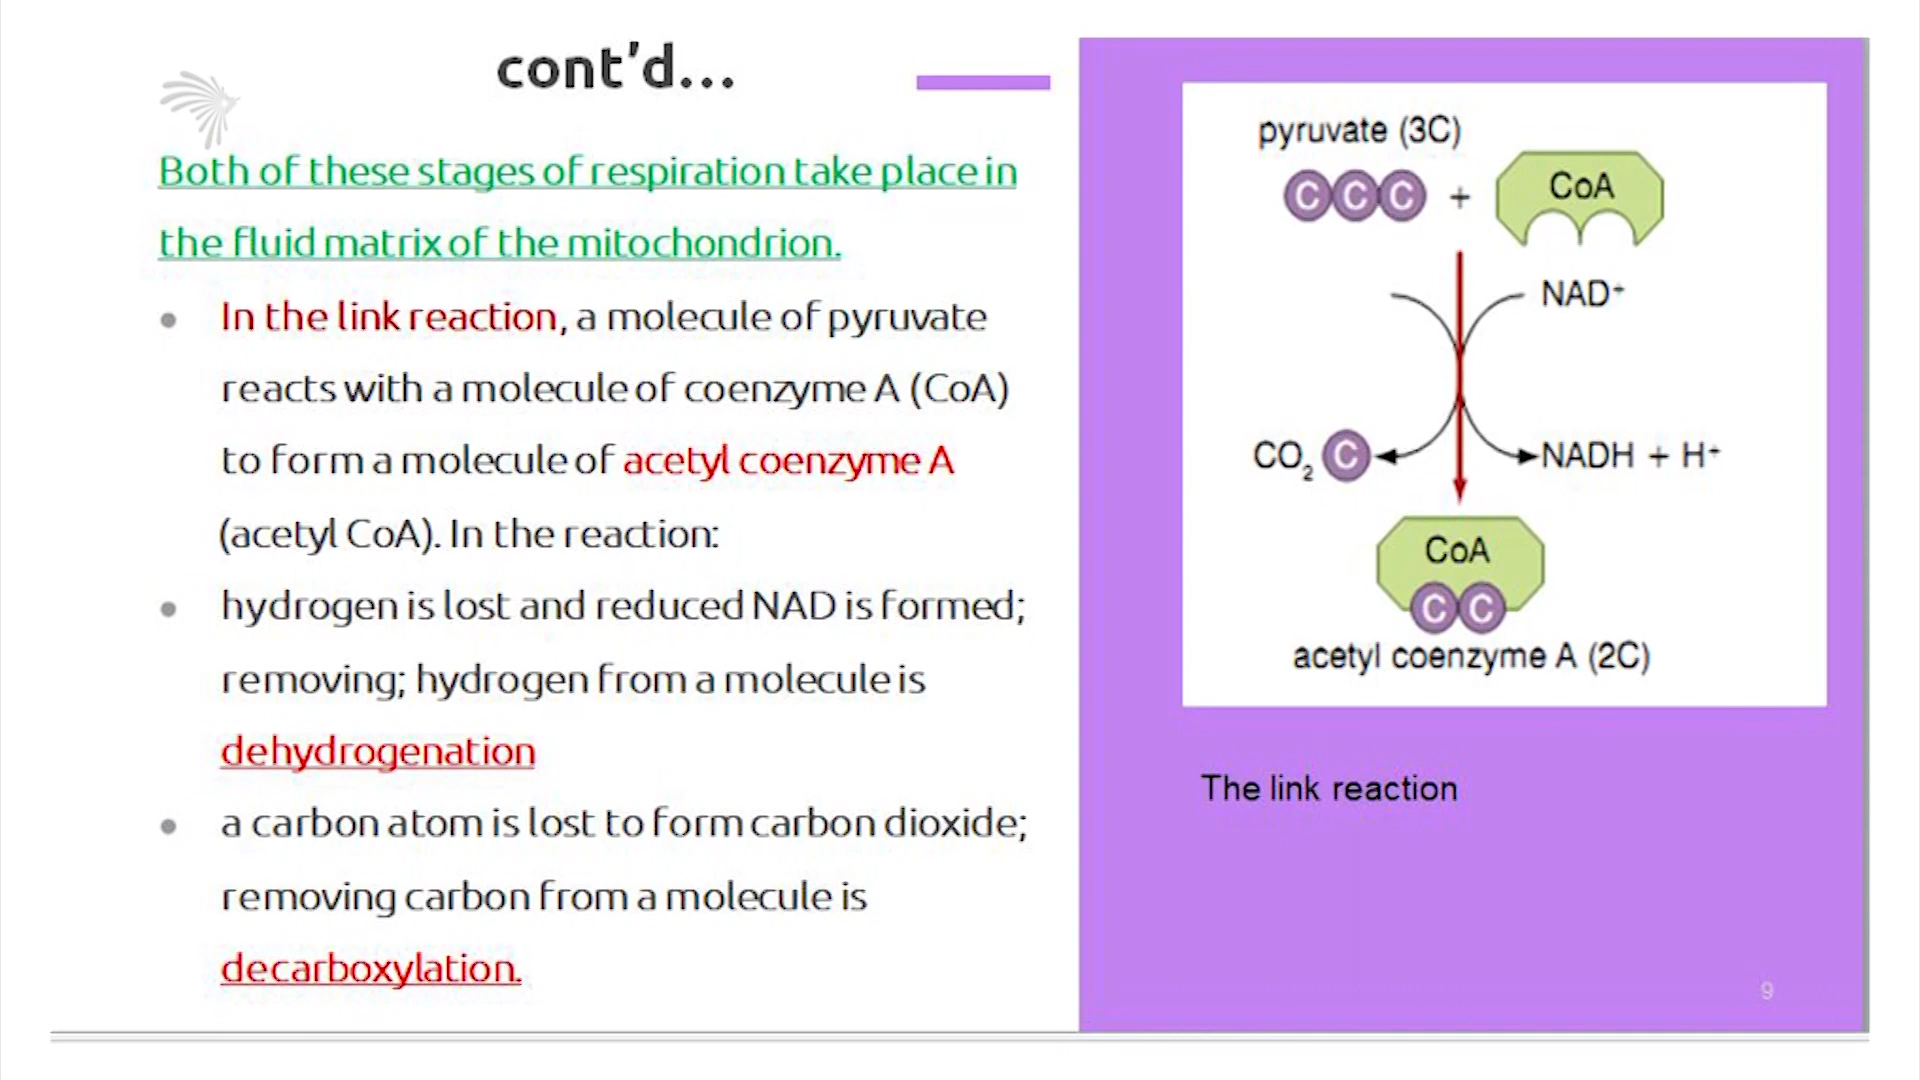 cont’d...
Both of these stages of respiration take place in
the fluid matrix of the mitochondrion.
In the link reaction, a molecule of pyruvate
reacts with a molecule of coenzyme A (CoA)
to form a molecule of acetyl coenzyme A
(acetyl CoA). In the reaction:
hydrogen is lost and reduced NAD is formed;
removing; hydrogen from a molecule is
dehydrogenation
a carbon atom is lost to form carbon dioxide;
removing carbon from a molecule is
decarboxylation.
pyruvate (3C)
C C C + CoA
NAD⁺
CO₂ C NADH + H⁺
CoA
C C
acetyl coenzyme A (2C)
The link reaction
9